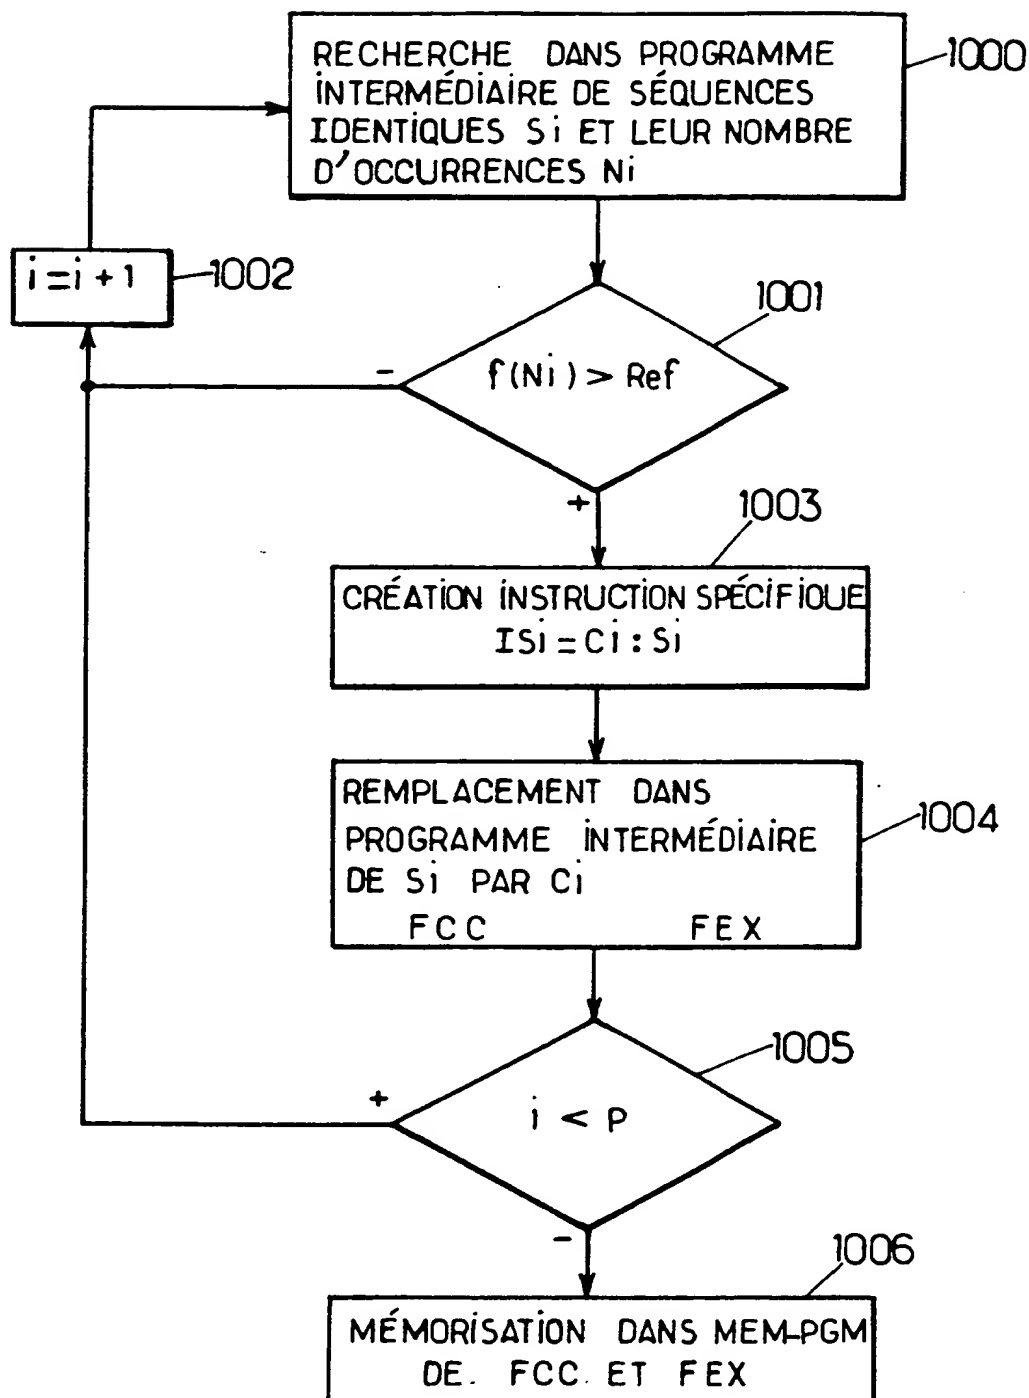 RECHERCHE DANS PROGRAMME
INTERMÉDIAIRE DE SÉQUENCES
IDENTIQUES Si ET LEUR NOMBRE
D'OCCURRENCES Ni
1000
i = i + 1
1002
1001
f(Ni) > Ref
-
+
1003
CRÉATION INSTRUCTION SPÉCIFIQUE
ISi = Ci : Si
REMPLACEMENT DANS
PROGRAMME INTERMÉDIAIRE
DE Si PAR Ci
FCC FEX
1004
1005
+
i < P
-
1006
MÉMORISATION DANS MEM-PGM
DE. FCC. ET FEX